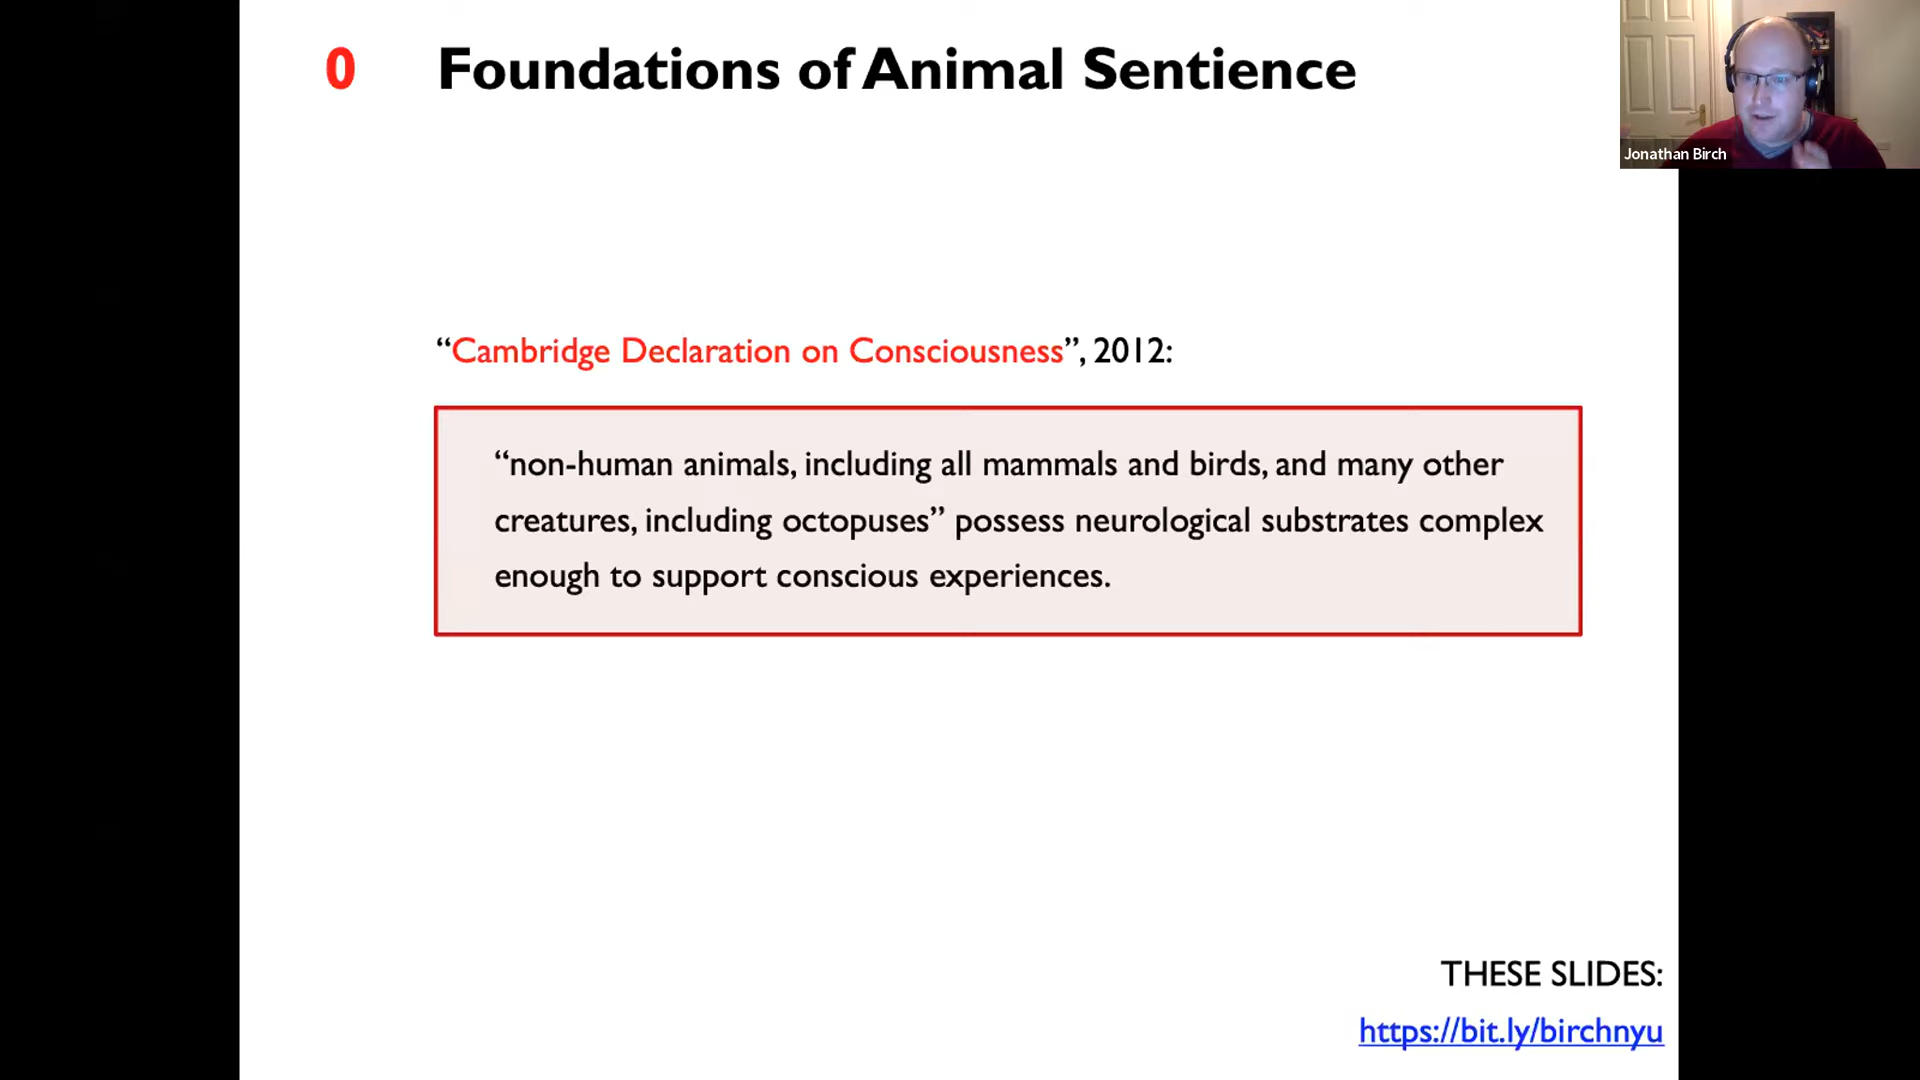 0 Foundations of Animal Sentience
Jonathan Birch
“Cambridge Declaration on Consciousness”, 2012:
“non-human animals, including all mammals and birds, and many other
creatures, including octopuses” possess neurological substrates complex
enough to support conscious experiences.
THESE SLIDES:
https://bit.ly/birchnyu